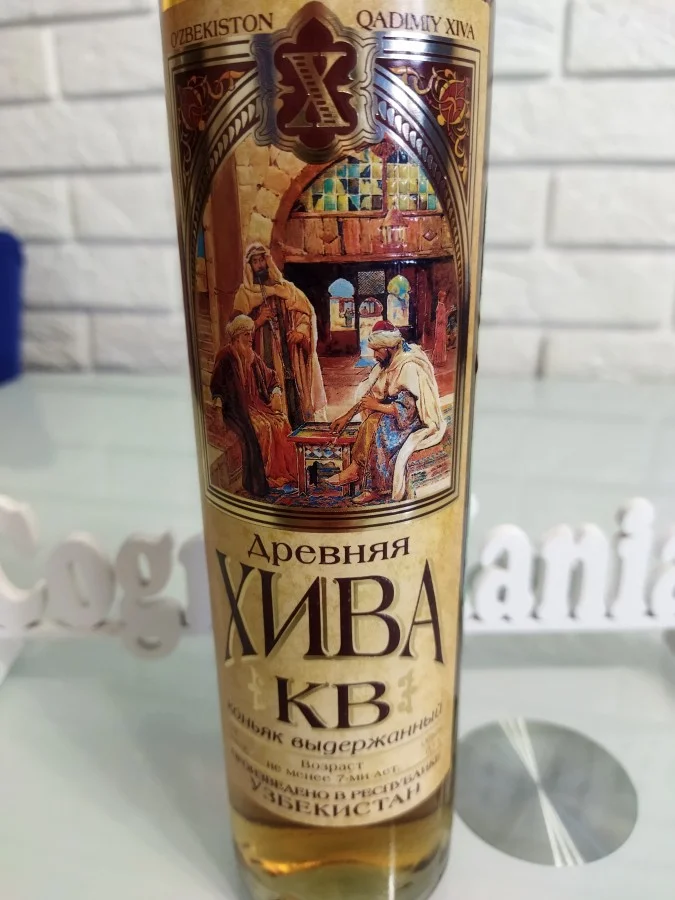 O'ZBEKISTON QADIMIY XIVA
X
Древняя
ХИВА
КВ
коньяк выдержанный
Возраст
не менее 7-ми лет
ПРОИЗВЕДЕНО В РЕСПУБЛИКЕ
УЗБЕКИСТАН